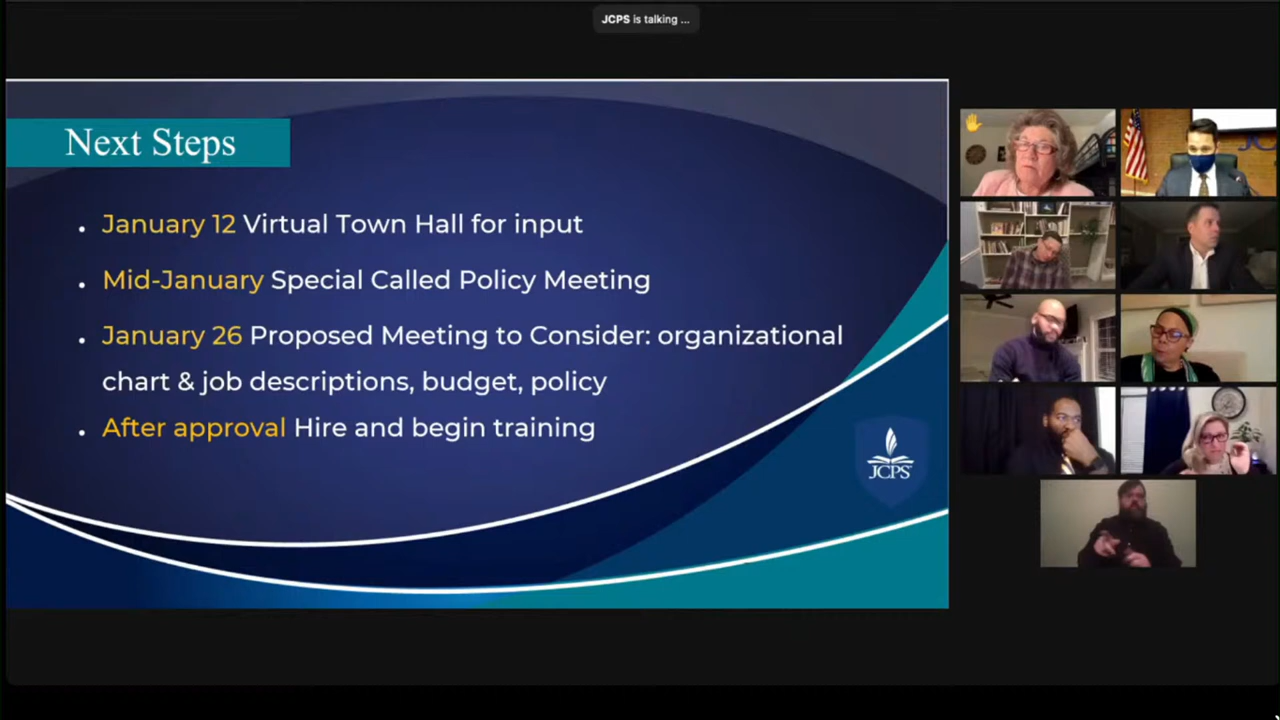 JCPS is talking ...
Next Steps
• January 12 Virtual Town Hall for input
• Mid-January Special Called Policy Meeting
• January 26 Proposed Meeting to Consider: organizational
chart & job descriptions, budget, policy
• After approval Hire and begin training
JCPS